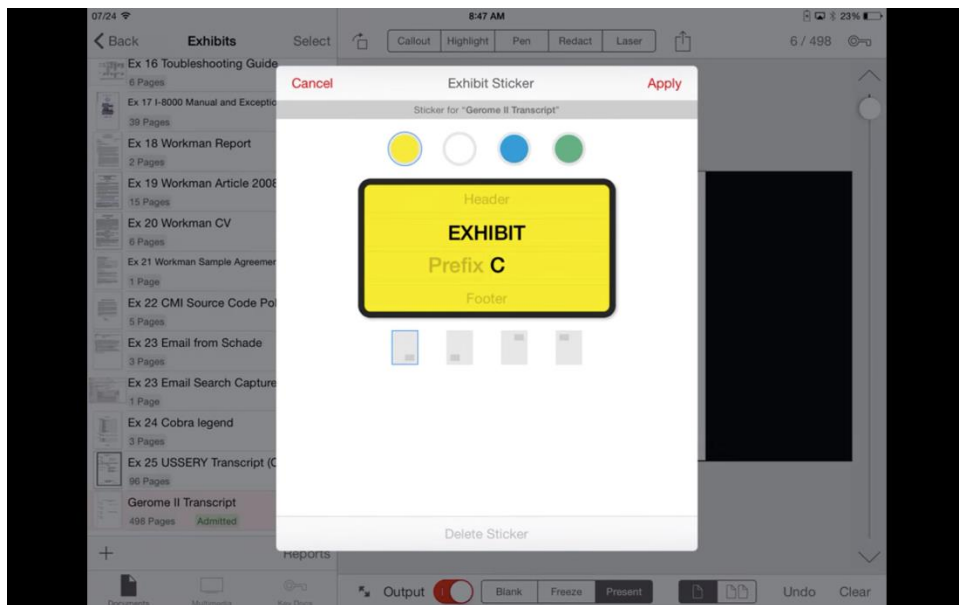 07/24
8:47 AM
23%
Back
Exhibits
Select
Callout
Highlight
Pen
Redact
Laser
6 / 498
Ex 16 Toubleshooting Guide
6 Pages
Ex 17 I-8000 Manual and Exceptio
39 Pages
Ex 18 Workman Report
2 Pages
Ex 19 Workman Article 2008
15 Pages
Ex 20 Workman CV
6 Pages
Ex 21 Workman Sample Agreemen
1 Page
Ex 22 CMI Source Code Pol
5 Pages
Ex 23 Email from Schade
3 Pages
Ex 23 Email Search Capture
1 Page
Ex 24 Cobra legend
3 Pages
Ex 25 USSERY Transcript (C
96 Pages
Gerome II Transcript
498 Pages
Admitted
Reports
Documents
Multimedia
Key Docs
Cancel
Exhibit Sticker
Apply
Sticker for "Gerome II Transcript"
Header
EXHIBIT
Prefix C
Footer
Delete Sticker
Output
Blank
Freeze
Present
Undo
Clear